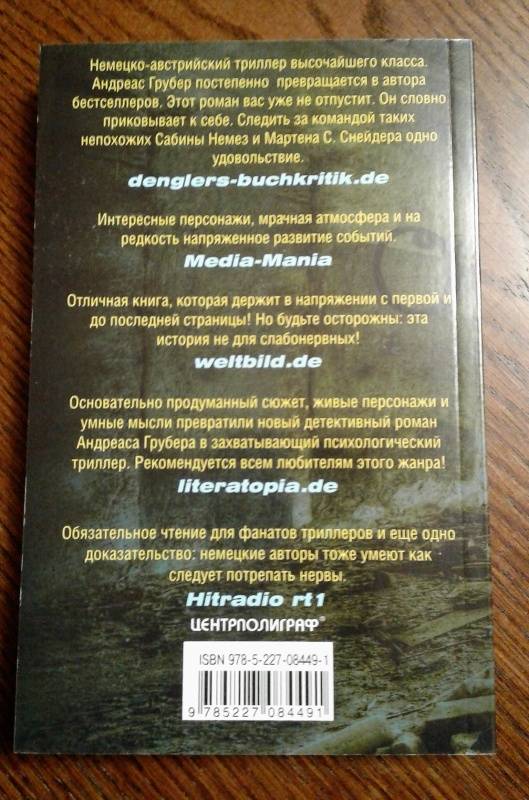 Немецко-австрийский триллер высочайшего класса.
Андреас Грубер постепенно превращается в автора
бестселлеров. Этот роман вас уже не отпустит. Он словно
приковывает к себе. Следить за командой таких
непохожих Сабины Немез и Мартена С. Снейдера одно
удовольствие.
denglers-buchkritik.de
Интересные персонажи, мрачная атмосфера и на
редкость напряженное развитие событий.
Media-Mania
Отличная книга, которая держит в напряжении с первой и
до последней страницы! Но будьте осторожны: эта
история не для слабонервных!
weltbild.de
Основательно продуманный сюжет, живые персонажи и
умные мысли превратили новый детективный роман
Андреаса Грубера в захватывающий психологический
триллер. Рекомендуется всем любителям этого жанра!
literatopia.de
Обязательное чтение для фанатов триллеров и еще одно
доказательство: немецкие авторы тоже умеют как
следует потрепать нервы.
Hitradio rt1
ЦЕНТРПОЛИГРАФ®
ISBN 978-5-227-08449-1
9 785227 084491